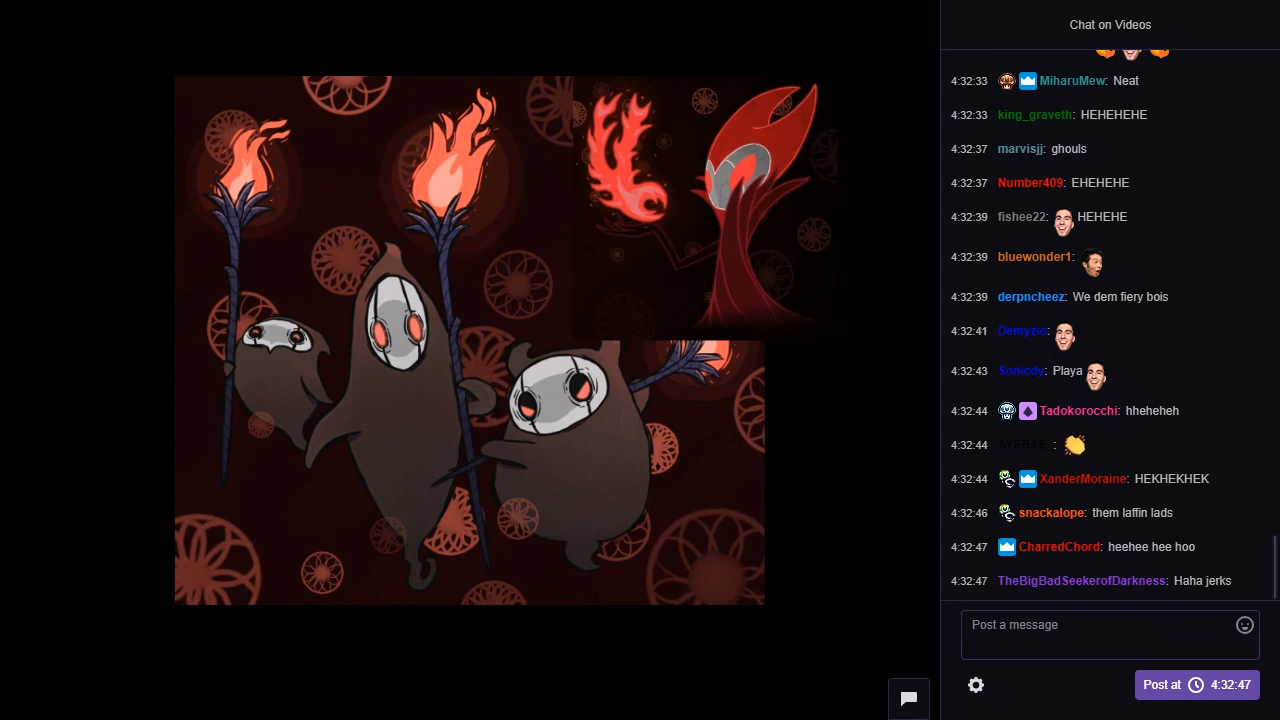 Chat on Videos
4:32:33 MiharuMew: Neat
4:32:33 king_graveth: HEHEHEHE
4:32:37 marvisjj: ghouls
4:32:37 Number409: EHEHEHE
4:32:39 fishee22: HEHEHE
4:32:39 bluewonder1:
4:32:39 derpncheez: We dem fiery bois
4:32:41 Demyzio:
4:32:43 Sonicdy: Playa
4:32:44 Tadokorocchi: hheheheh
4:32:44 :
4:32:44 XanderMoraine: HEKHEKHEK
4:32:46 snackalope: them laffin lads
4:32:47 CharredChord: heehee hee hoo
4:32:47 TheBigBadSeekerofDarkness: Haha jerks
Post a message
Post at 4:32:47